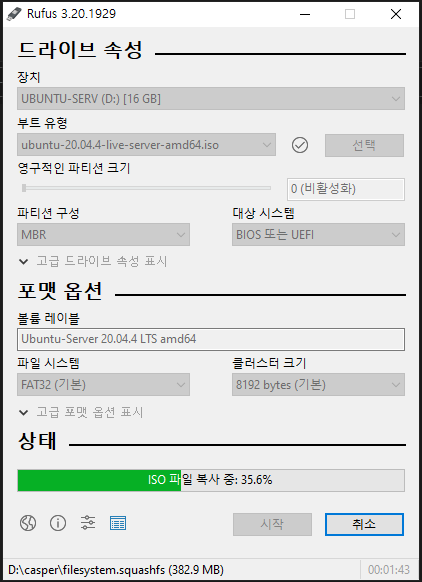 Rufus 3.20.1929
드라이브 속성
장치
UBUNTU-SERV (D:) [16 GB]
부트 유형
ubuntu-20.04.4-live-server-amd64.iso
선택
영구적인 파티션 크기
0 (비활성화)
파티션 구성
대상 시스템
MBR
BIOS 또는 UEFI
고급 드라이브 속성 표시
포맷 옵션
볼륨 레이블
Ubuntu-Server 20.04.4 LTS amd64
파일 시스템
클러스터 크기
FAT32 (기본)
8192 bytes (기본)
고급 포맷 옵션 표시
상태
ISO 파일 복사 중: 35.6%
시작
취소
D:\casper\filesystem.squashfs (382.9 MB)
00:01:43